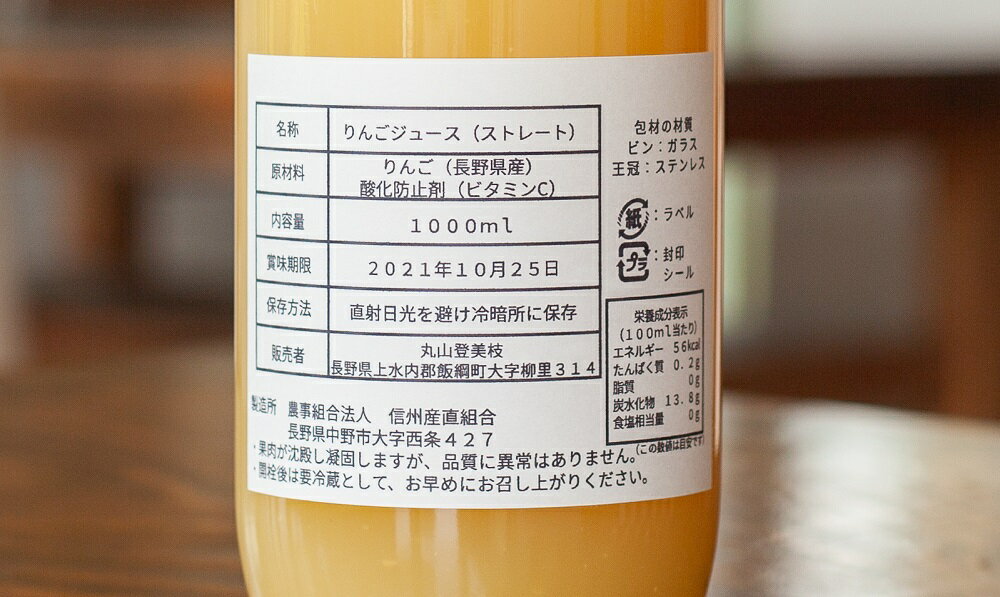 名称 りんごジュース（ストレート）
原材料 りんご（長野県産）
酸化防止剤（ビタミンC）
内容量 １０００ｍｌ
賞味期限 ２０２１年１０月２５日
保存方法 直射日光を避け冷暗所に保存
販売者 丸山登美枝
長野県上水内郡飯綱町大字柳里３１４
製造所 農事組合法人 信州産直組合
長野県中野市大字西条４２７
・果肉が沈殿し凝固しますが、品質に異常はありません。
・開栓後は要冷蔵として、お早めにお召し上がりください。
包材の材質
ビン：ガラス
王冠：ステンレス
紙：ラベル
プラ：封印
シール
栄養成分表示
（１００ｍｌ当たり）
エネルギー ５６kcal
たんぱく質 ０.２g
脂質 ０g
炭水化物 １３.８g
食塩相当量 ０g
（この数値は目安です）